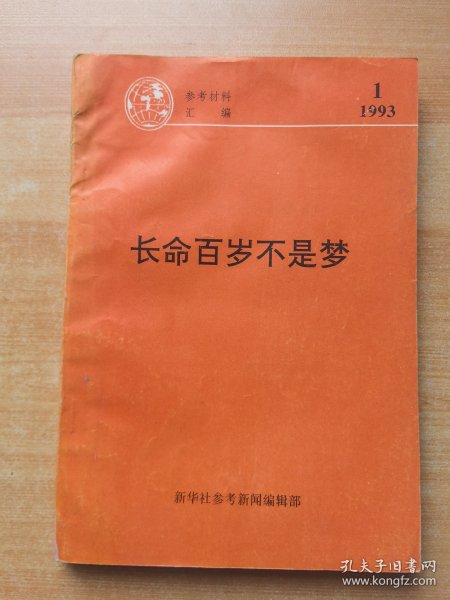 参考材料
汇编
1
1993
长命百岁不是梦
新华社参考新闻编辑部
孔夫子旧书网
www.kongfz.com